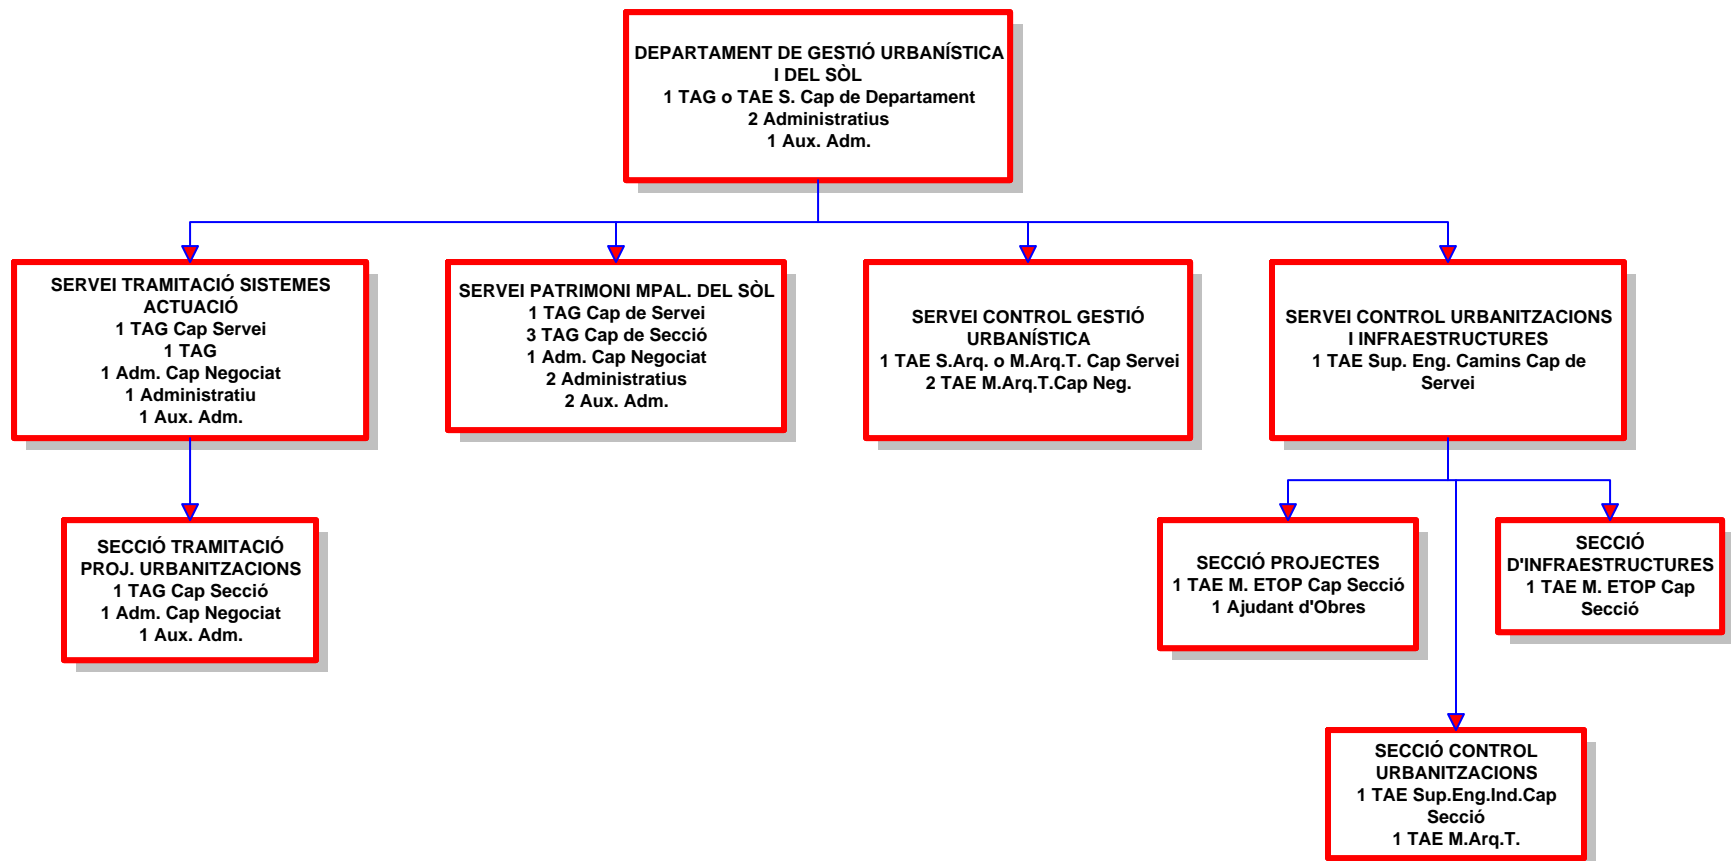 DEPARTAMENT DE GESTIÓ URBANÍSTICA
I DEL SÒL
1 TAG o TAE S. Cap de Departament
2 Administratius
1 Aux. Adm.
SERVEI TRAMITACIÓ SISTEMES
ACTUACIÓ
1 TAG Cap Servei
1 TAG
1 Adm. Cap Negociat
1 Administratiu
1 Aux. Adm.
SERVEI PATRIMONI MPAL. DEL SÒL
1 TAG Cap de Servei
3 TAG Cap de Secció
1 Adm. Cap Negociat
2 Administratius
2 Aux. Adm.
SERVEI CONTROL GESTIÓ
URBANÍSTICA
1 TAE S.Arq. o M.Arq.T. Cap Servei
2 TAE M.Arq.T.Cap Neg.
SERVEI CONTROL URBANITZACIONS
I INFRAESTRUCTURES
1 TAE Sup. Eng. Camins Cap de
Servei
SECCIÓ TRAMITACIÓ
PROJ. URBANITZACIONS
1 TAG Cap Secció
1 Adm. Cap Negociat
1 Aux. Adm.
SECCIÓ PROJECTES
1 TAE M. ETOP Cap Secció
1 Ajudant d'Obres
SECCIÓ
D'INFRAESTRUCTURES
1 TAE M. ETOP Cap
Secció
SECCIÓ CONTROL
URBANITZACIONS
1 TAE Sup.Eng.Ind.Cap
Secció
1 TAE M.Arq.T.